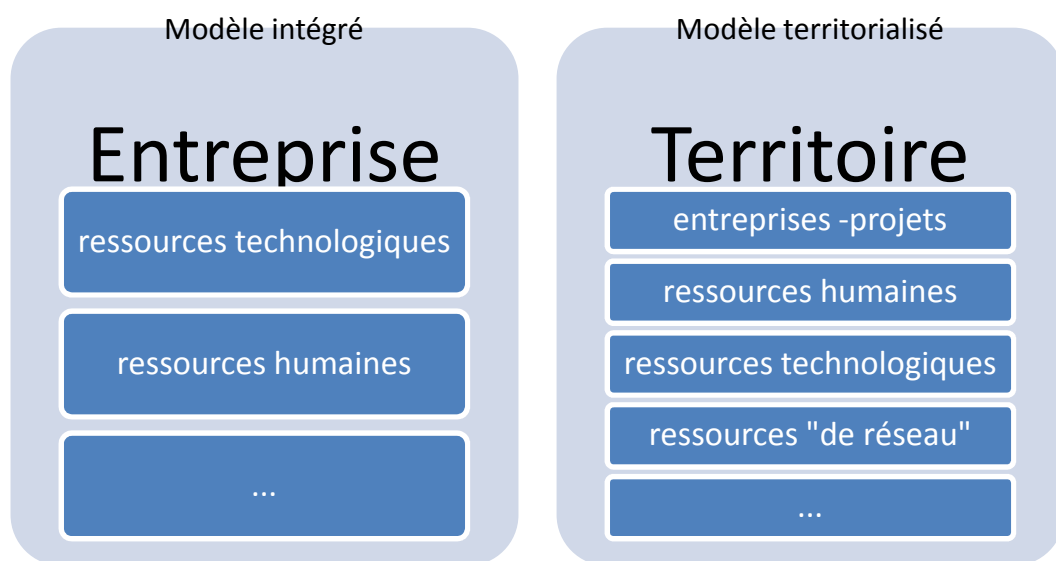 Modèle intégré
Entreprise
ressources technologiques
ressources humaines
...
Modèle territorialisé
Territoire
entreprises -projets
ressources humaines
ressources technologiques
ressources "de réseau"
...